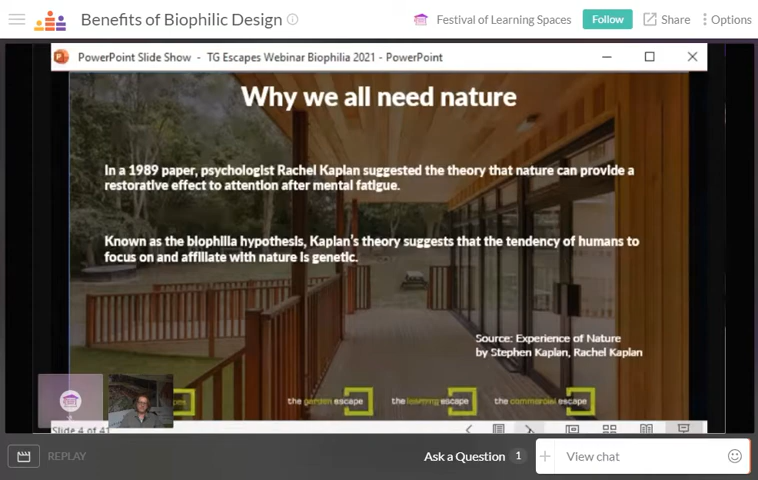 Benefits of Biophilic Design
Festival of Learning Spaces
Follow
Share
Options
PowerPoint Slide Show - TG Escapes Webinar Biophilia 2021 - PowerPoint
Why we all need nature
In a 1989 paper, psychologist Rachel Kaplan suggested the theory that nature can provide a
restorative effect to attention after mental fatigue.
Known as the biophilia hypothesis, Kaplan's theory suggests that the tendency of humans to
focus on and affiliate with nature is genetic.
Source: Experience of Nature
by Stephen Kaplan, Rachel Kaplan
the garden escape
the learning escape
the commercial escape
Slide 4 of 41
REPLAY
Ask a Question 1
View chat